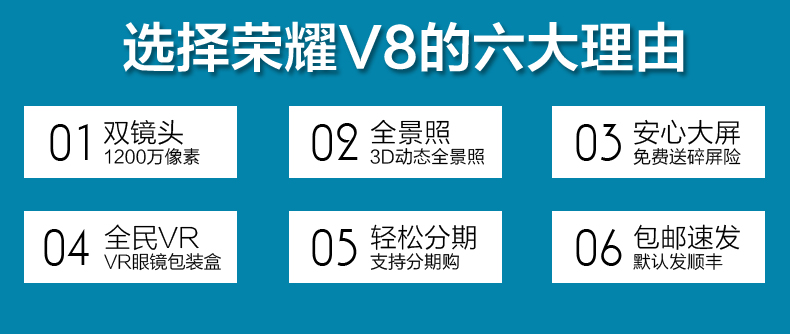 选择荣耀V8的六大理由
01 双镜头
1200万像素
02 全景照
3D动态全景照
03 安心大屏
免费送碎屏险
04 全民VR
VR眼镜包装盒
05 轻松分期
支持分期购
06 包邮速发
默认发顺丰